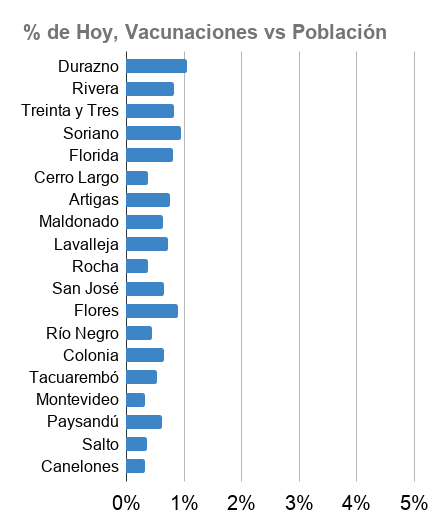 % de Hoy, Vacunaciones vs Población
Durazno
Rivera
Treinta y Tres
Soriano
Florida
Cerro Largo
Artigas
Maldonado
Lavalleja
Rocha
San José
Flores
Río Negro
Colonia
Tacuarembó
Montevideo
Paysandú
Salto
Canelones
0% 1% 2% 3% 4% 5%